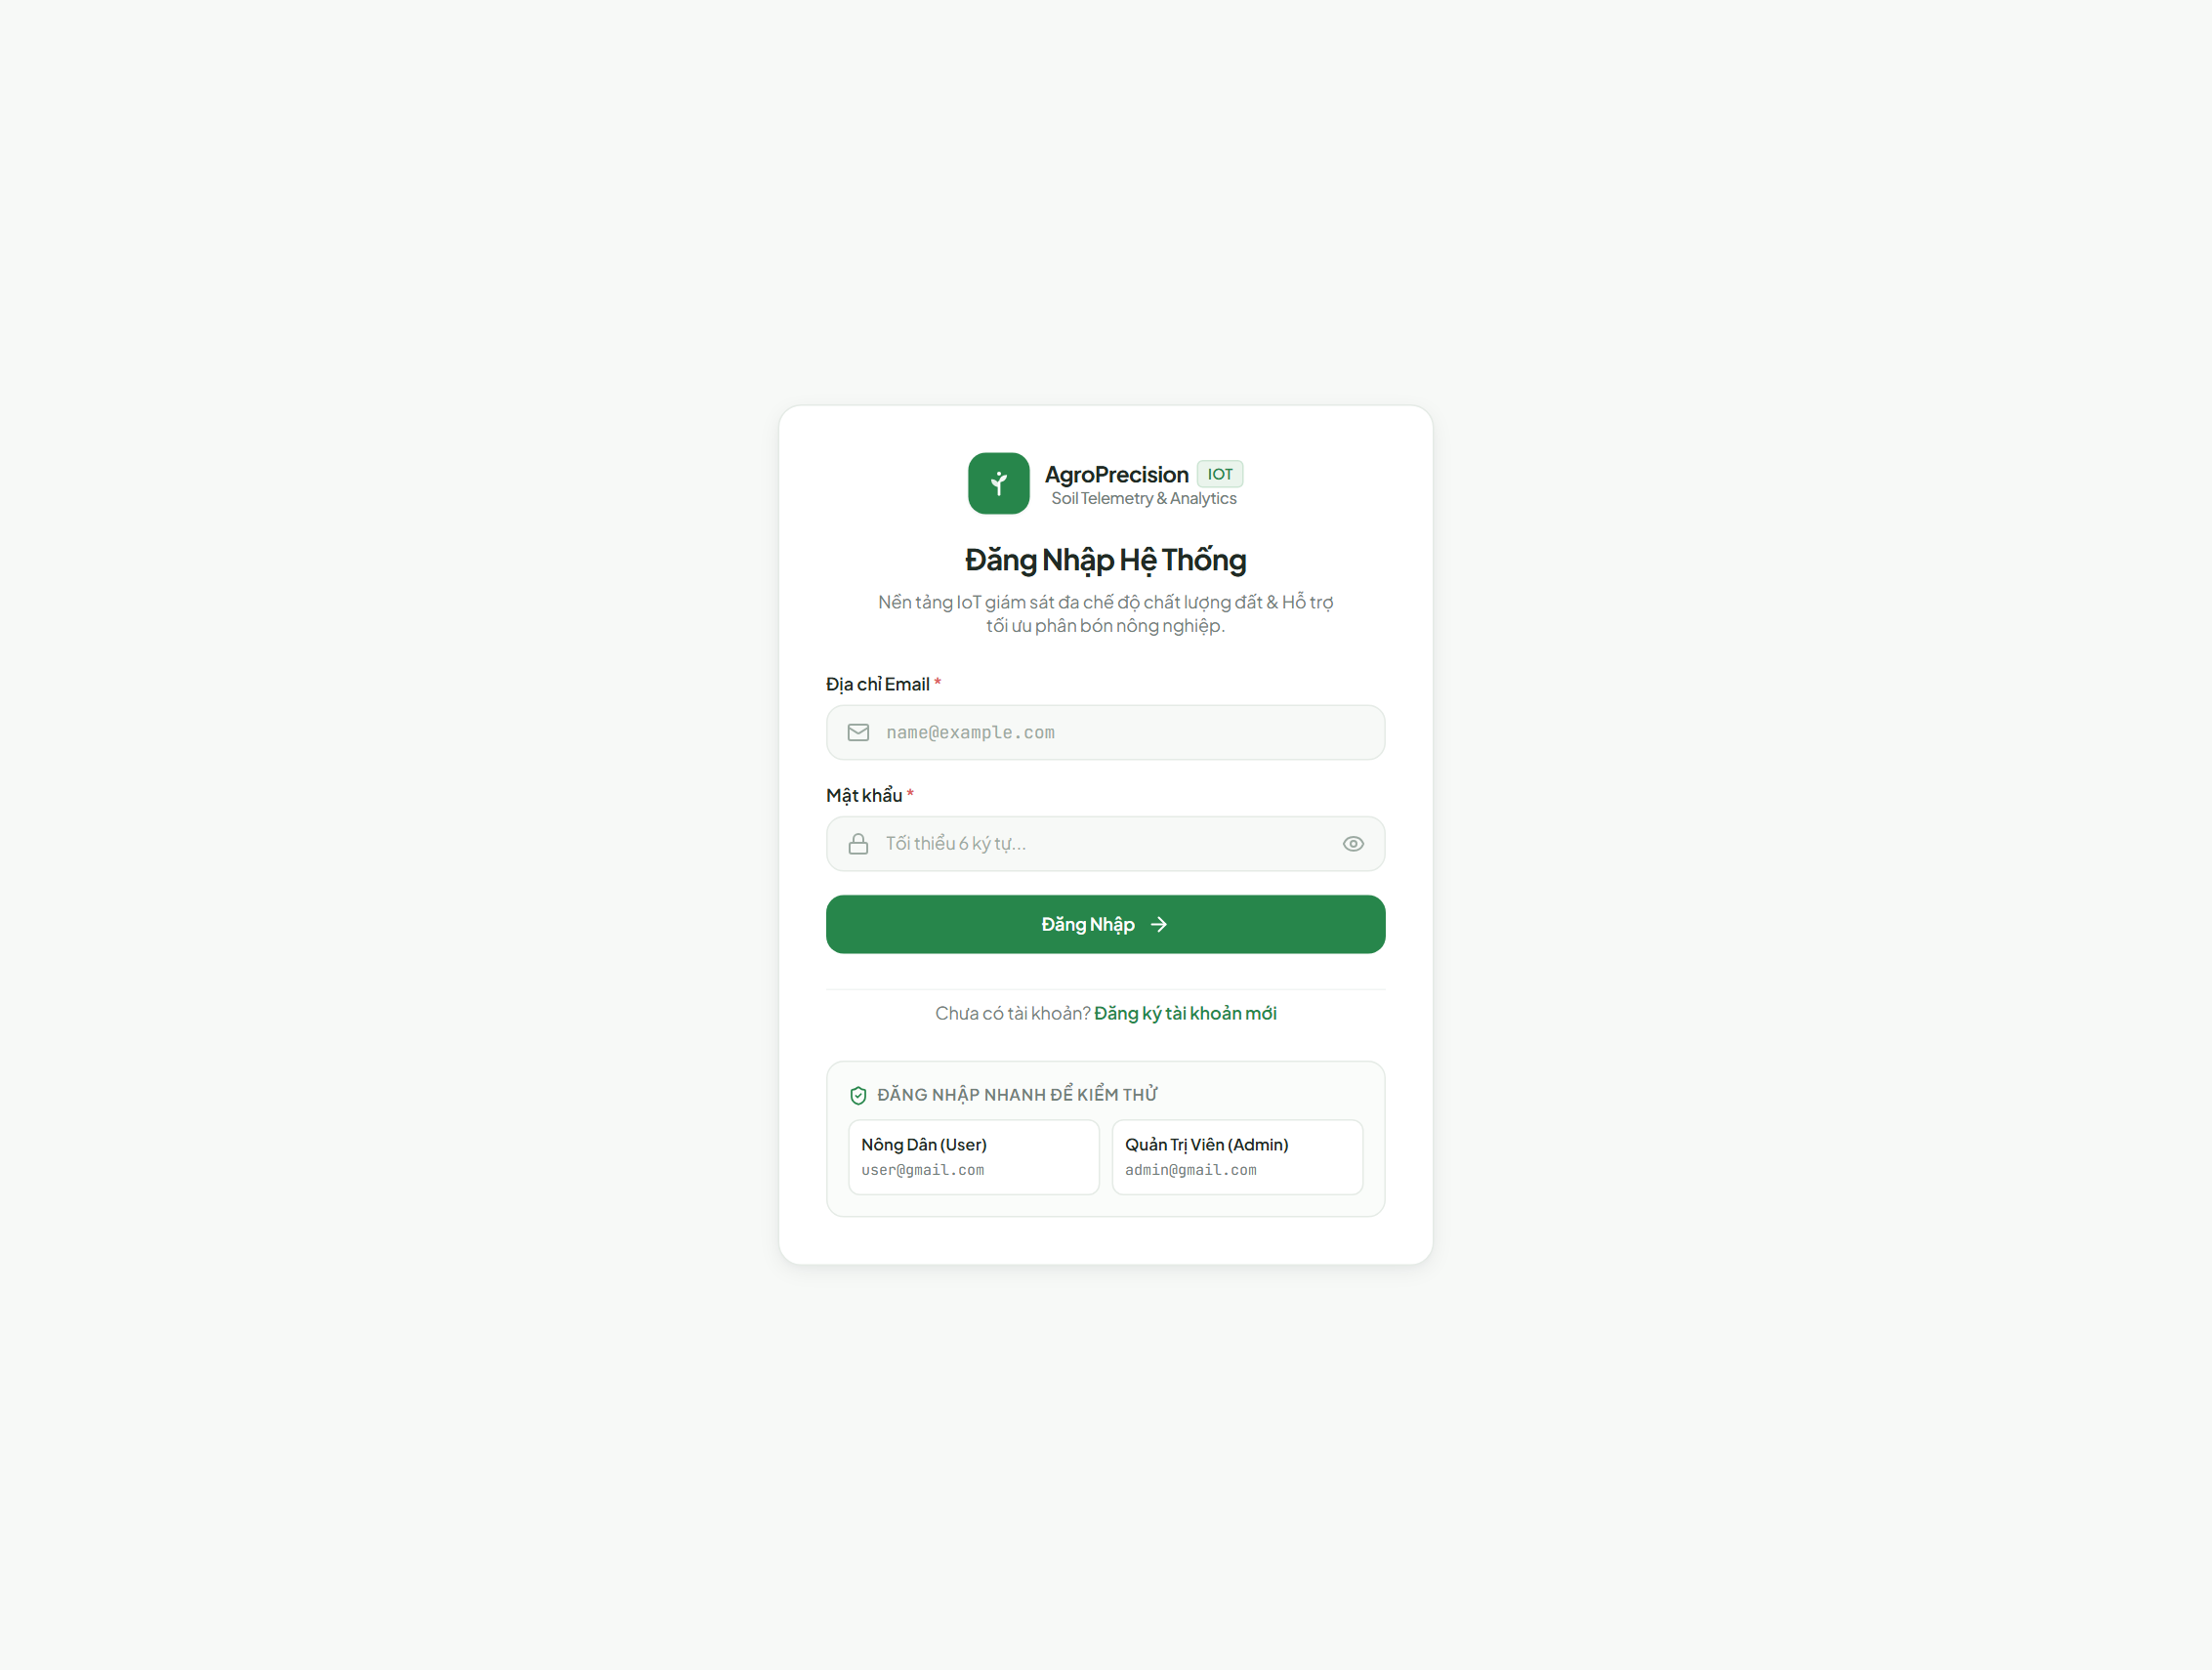 AgroPrecision IOT
Soil Telemetry & Analytics
Đăng Nhập Hệ Thống
Nền tảng IoT giám sát đa chế độ chất lượng đất & Hỗ trợ
tối ưu phân bón nông nghiệp.
Địa chỉ Email *
name@example.com
Mật khẩu *
Tối thiểu 6 ký tự...
Đăng Nhập
Chưa có tài khoản? Đăng ký tài khoản mới
ĐĂNG NHẬP NHANH ĐỂ KIỂM THỬ
Nông Dân (User)
user@gmail.com
Quản Trị Viên (Admin)
admin@gmail.com